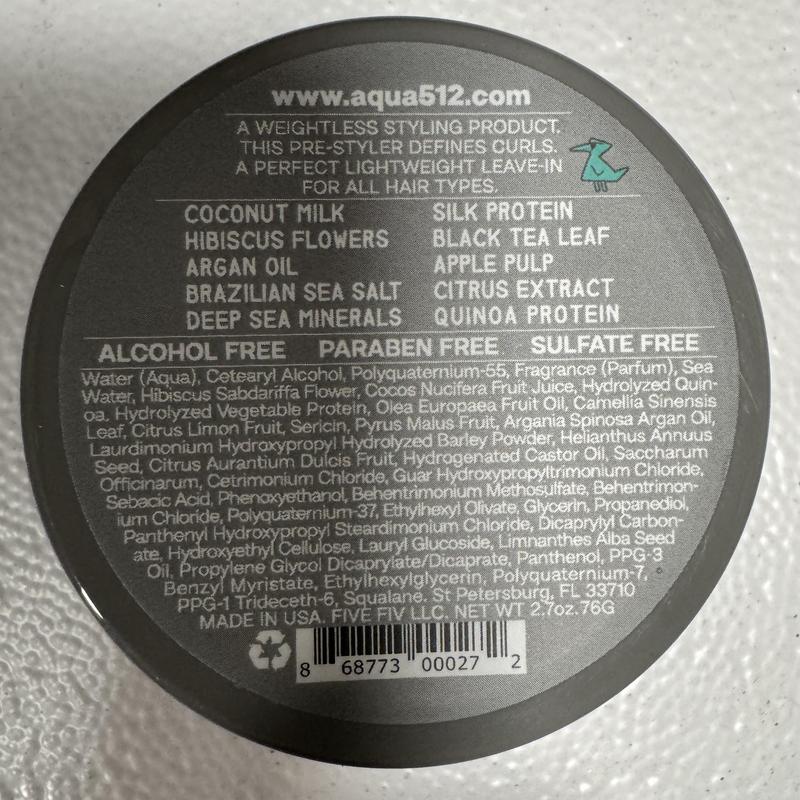 www.aqua512.com
A WEIGHTLESS STYLING PRODUCT.
THIS PRE-STYLER DEFINES CURLS.
A PERFECT LIGHTWEIGHT LEAVE-IN
FOR ALL HAIR TYPES.
COCONUT MILK SILK PROTEIN
HIBISCUS FLOWERS BLACK TEA LEAF
ARGAN OIL APPLE PULP
BRAZILIAN SEA SALT CITRUS EXTRACT
DEEP SEA MINERALS QUINOA PROTEIN
ALCOHOL FREE PARABEN FREE SULFATE FREE
Water (Aqua), Cetearyl Alcohol, Polyquaternium-55, Fragrance (Parfum), Sea
Water, Hibiscus Sabdariffa Flower, Cocos Nucifera Fruit Juice, Hydrolyzed Quin-
oa, Hydrolyzed Vegetable Protein, Olea Europaea Fruit Oil, Camellia Sinensis
Leaf, Citrus Limon Fruit, Sericin, Pyrus Malus Fruit, Argania Spinosa Argan Oil,
Laurdimonium Hydroxypropyl Hydrolyzed Barley Powder, Helianthus Annuus
Seed, Citrus Aurantium Dulcis Fruit, Hydrogenated Castor Oil, Saccharum
Officinarum, Cetrimonium Chloride, Guar Hydroxypropyltrimonium Chloride,
Sebacic Acid, Phenoxyethanol, Behentrimonium Methosulfate, Behentrimon-
ium Chloride, Polyquaternium-37, Ethylhexyl Olivate, Glycerin, Propanediol,
Panthenyl Hydroxypropyl Steardimonium Chloride, Dicaprylyl Carbon-
ate, Hydroxyethyl Cellulose, Lauryl Glucoside, Limnanthes Alba Seed
Oil, Propylene Glycol Dicaprylate/Dicaprate, Panthenol, PPG-3
Benzyl Myristate, Ethylhexylglycerin, Polyquaternium-7,
PPG-1 Trideceth-6, Squalane. St Petersburg, FL 33710
MADE IN USA. FIVE FIV LLC. NET WT 2.7oz.76G
8 68773 00027 2